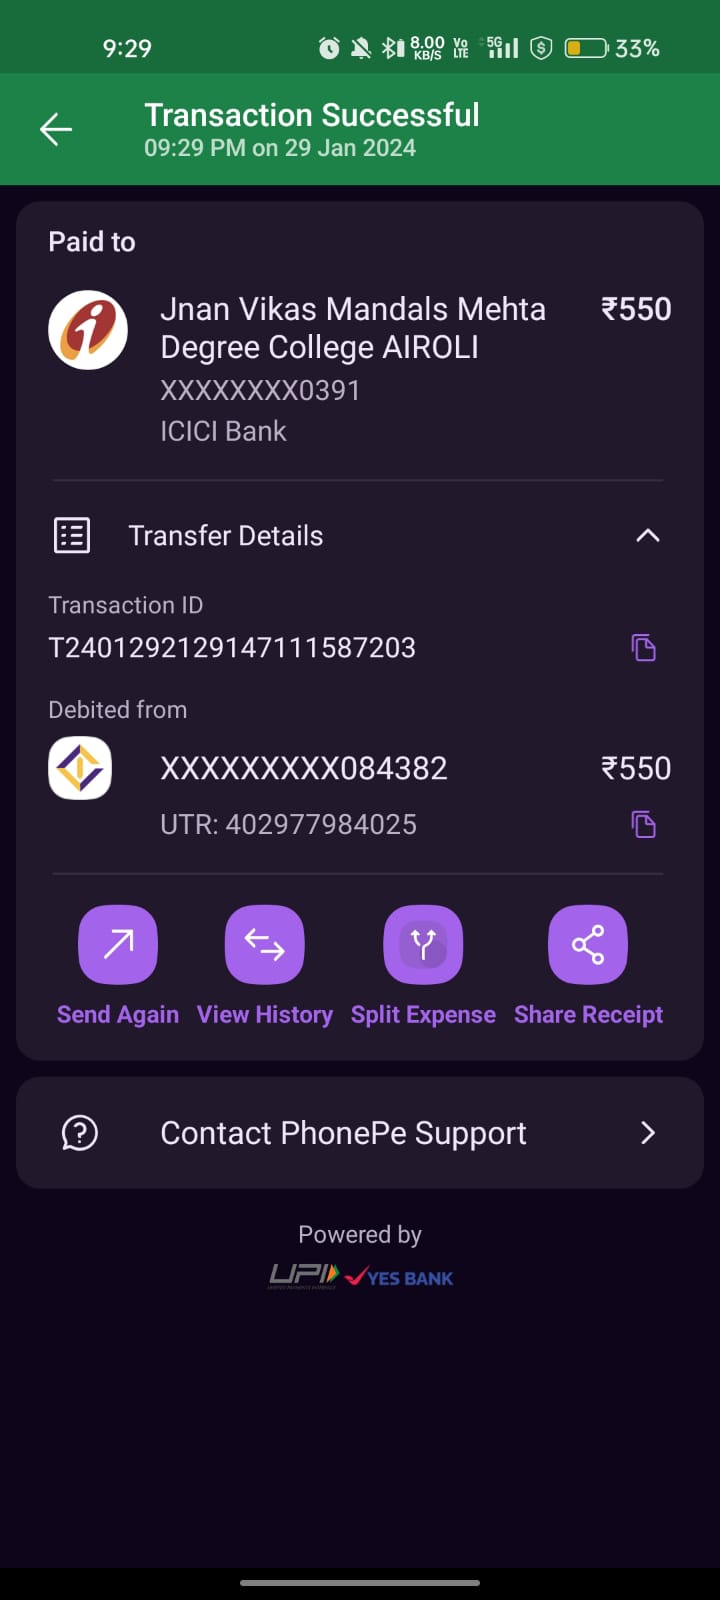 9:29
8.00 KB/S
Vo LTE
5G
33%
Transaction Successful
09:29 PM on 29 Jan 2024
Paid to
Jnan Vikas Mandals Mehta ₹550
Degree College AIROLI
XXXXXXXX0391
ICICI Bank
Transfer Details
Transaction ID
T2401292129147111587203
Debited from
XXXXXXXXX084382 ₹550
UTR: 402977984025
Send Again View History Split Expense Share Receipt
Contact PhonePe Support
Powered by
UPI YES BANK